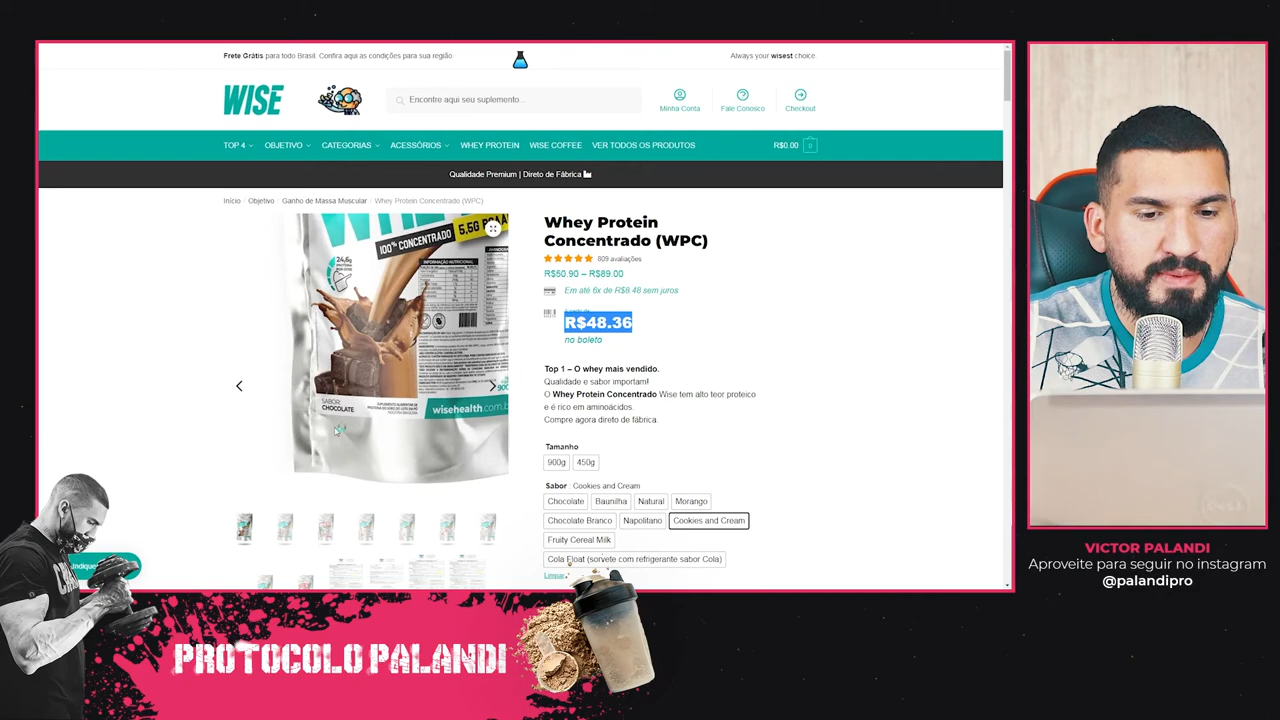 Frete Grátis para todo Brasil. Confira aqui as condições para sua região
Always your wisest choice.
WISE
Encontre aqui seu suplemento...
Minha Conta
Fale Conosco
Checkout
TOP 4
OBJETIVO
CATEGORIAS
ACESSÓRIOS
WHEY PROTEIN
WISE COFFEE
VER TODOS OS PRODUTOS
R$0.00
0
Qualidade Premium | Direto de Fábrica
Início / Objetivo / Ganho de Massa Muscular / Whey Protein Concentrado (WPC)
100% CONCENTRADO
24,6g
INFORMAÇÃO NUTRICIONAL
SABOR:
CHOCOLATE
wisehealth.com.b
Whey Protein
Concentrado (WPC)
809 avaliações
R$50.90 – R$89.00
Em até 6x de R$8.48 sem juros
R$48.36
no boleto
Top 1 – O whey mais vendido.
Qualidade e sabor importam!
O Whey Protein Concentrado Wise tem alto teor proteico
e é rico em aminoácidos.
Compre agora direto de fábrica.
Tamanho
900g
450g
Sabor : Cookies and Cream
Chocolate
Baunilha
Natural
Morango
Chocolate Branco
Napolitano
Cookies and Cream
Fruity Cereal Milk
Cola Float (sorvete com refrigerante sabor Cola)
Limpar
Indique
PROTOCOLO PALANDI
VICTOR PALANDI
Aproveite para seguir no instagram
@palandipro